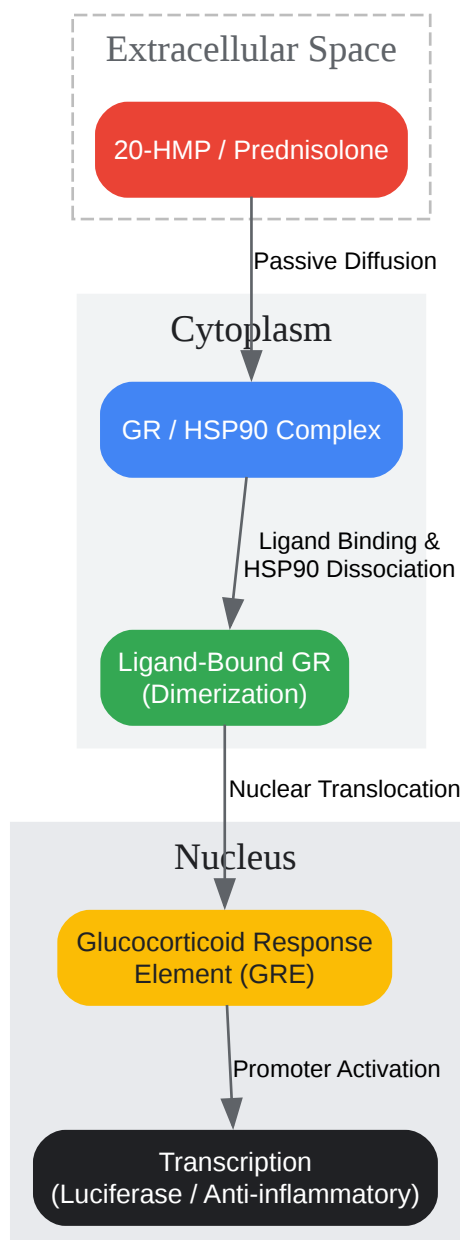 Extracellular Space
20-HMP / Prednisolone
Passive Diffusion
Cytoplasm
GR / HSP90 Complex
Ligand Binding &
HSP90 Dissociation
Ligand-Bound GR
(Dimerization)
Nuclear Translocation
Nucleus
Glucocorticoid Response
Element (GRE)
Promoter Activation
Transcription
(Luciferase / Anti-inflammatory)